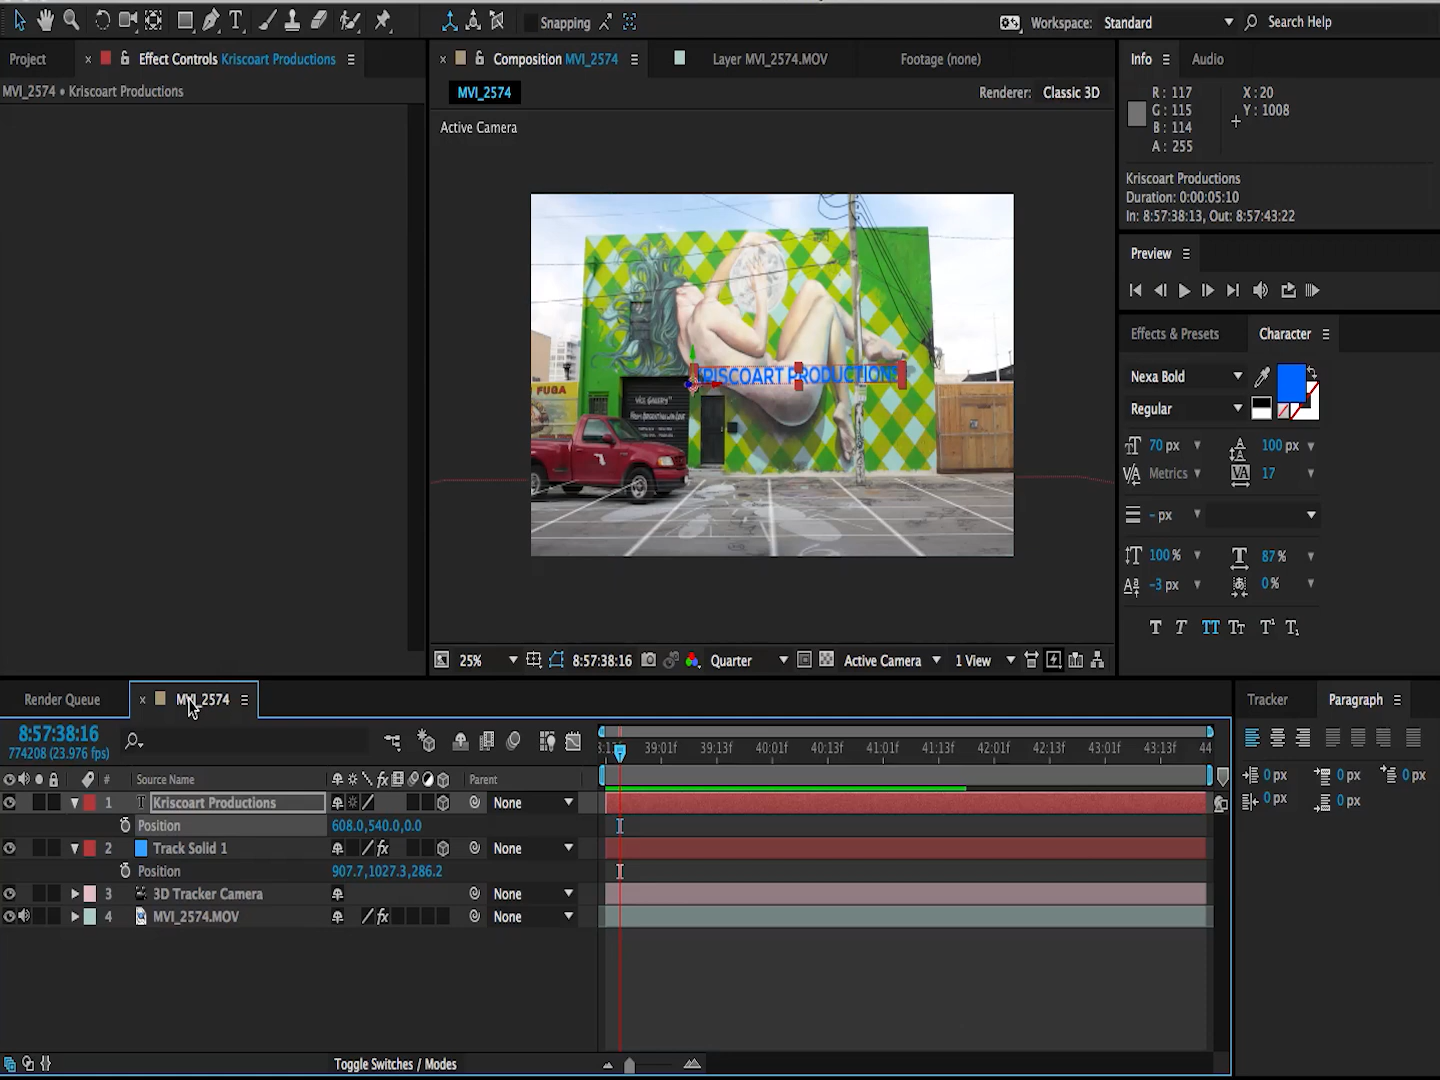 Snapping
Workspace: Standard
Search Help
Project
× Effect Controls Kriscoart Productions
MVI_2574 • Kriscoart Productions
× Composition MVI_2574
Layer MVI_2574.MOV
Footage (none)
MVI_2574
Renderer: Classic 3D
Active Camera
FUGA
KRISCOART PRODUCTIONS
25%
8:57:38:16
Quarter
Active Camera
1 View
Info
Audio
R : 117
G : 115
B : 114
A : 255
X : 20
Y : 1008
Kriscoart Productions
Duration: 0:00:05:10
In: 8:57:38:13, Out: 8:57:43:22
Preview
Effects & Presets
Character
Nexa Bold
Regular
70 px
100 px
Metrics
17
- px
100 %
87 %
-3 px
0 %
T T TT Tt T¹ T₁
Render Queue
× MVI_2574
8:57:38:16
774208 (23.976 fps)
39:01f 39:13f 40:01f 40:13f 41:01f 41:13f 42:01f 42:13f 43:01f 43:13f 44
# Source Name
Parent
1 T Kriscoart Productions None
Position 608.0,540.0,0.0
2 Track Solid 1 fx None
Position 907.7,1027.3,286.2
3 3D Tracker Camera None
4 MVI_2574.MOV fx None
Toggle Switches / Modes
Tracker
Paragraph
0 px 0 px 0 px
0 px 0 px